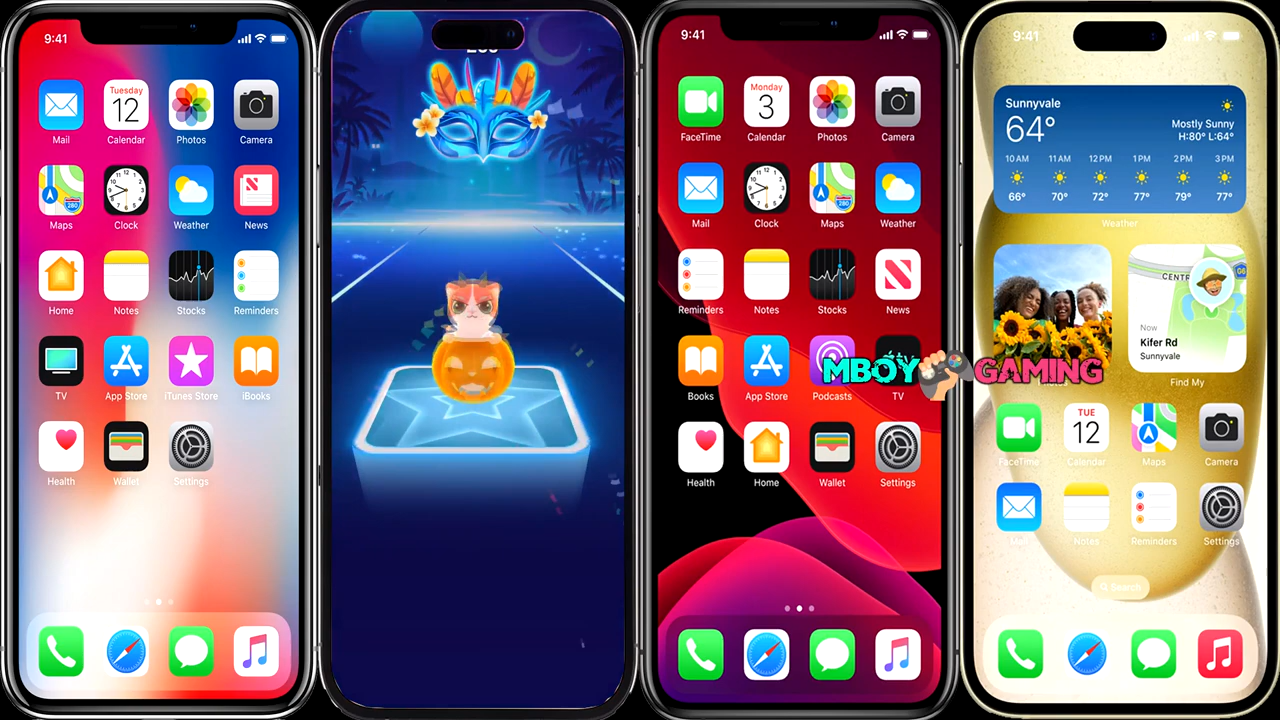 9:41
Tuesday
12
Mail
Calendar
Photos
Camera
280
Maps
Clock
Weather
News
Home
Notes
Stocks
Reminders
TV
App Store
iTunes Store
iBooks
Health
Wallet
Settings
9:41
Monday
3
FaceTime
Calendar
Photos
Camera
280
Mail
Clock
Maps
Weather
Reminders
Notes
Stocks
News
Books
App Store
Podcasts
TV
MBOY GAMING
Health
Home
Wallet
Settings
9:41
Sunnyvale
64°
Mostly Sunny
H:80° L:64°
10 AM 11 AM 12 PM 1 PM 2 PM 3 PM
66° 70° 72° 77° 79° 77°
Weather
Now
Kifer Rd
Sunnyvale
Find My
TUE
12
FaceTime
Calendar
Maps
Camera
Mail
Notes
Reminders
Settings
Search